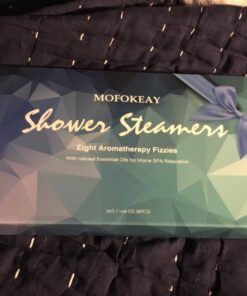 MOFOKEAY
Shower Steamers
Eight Aromatherapy Fizzies
With natural Essential Oils for Home SPA Relaxation